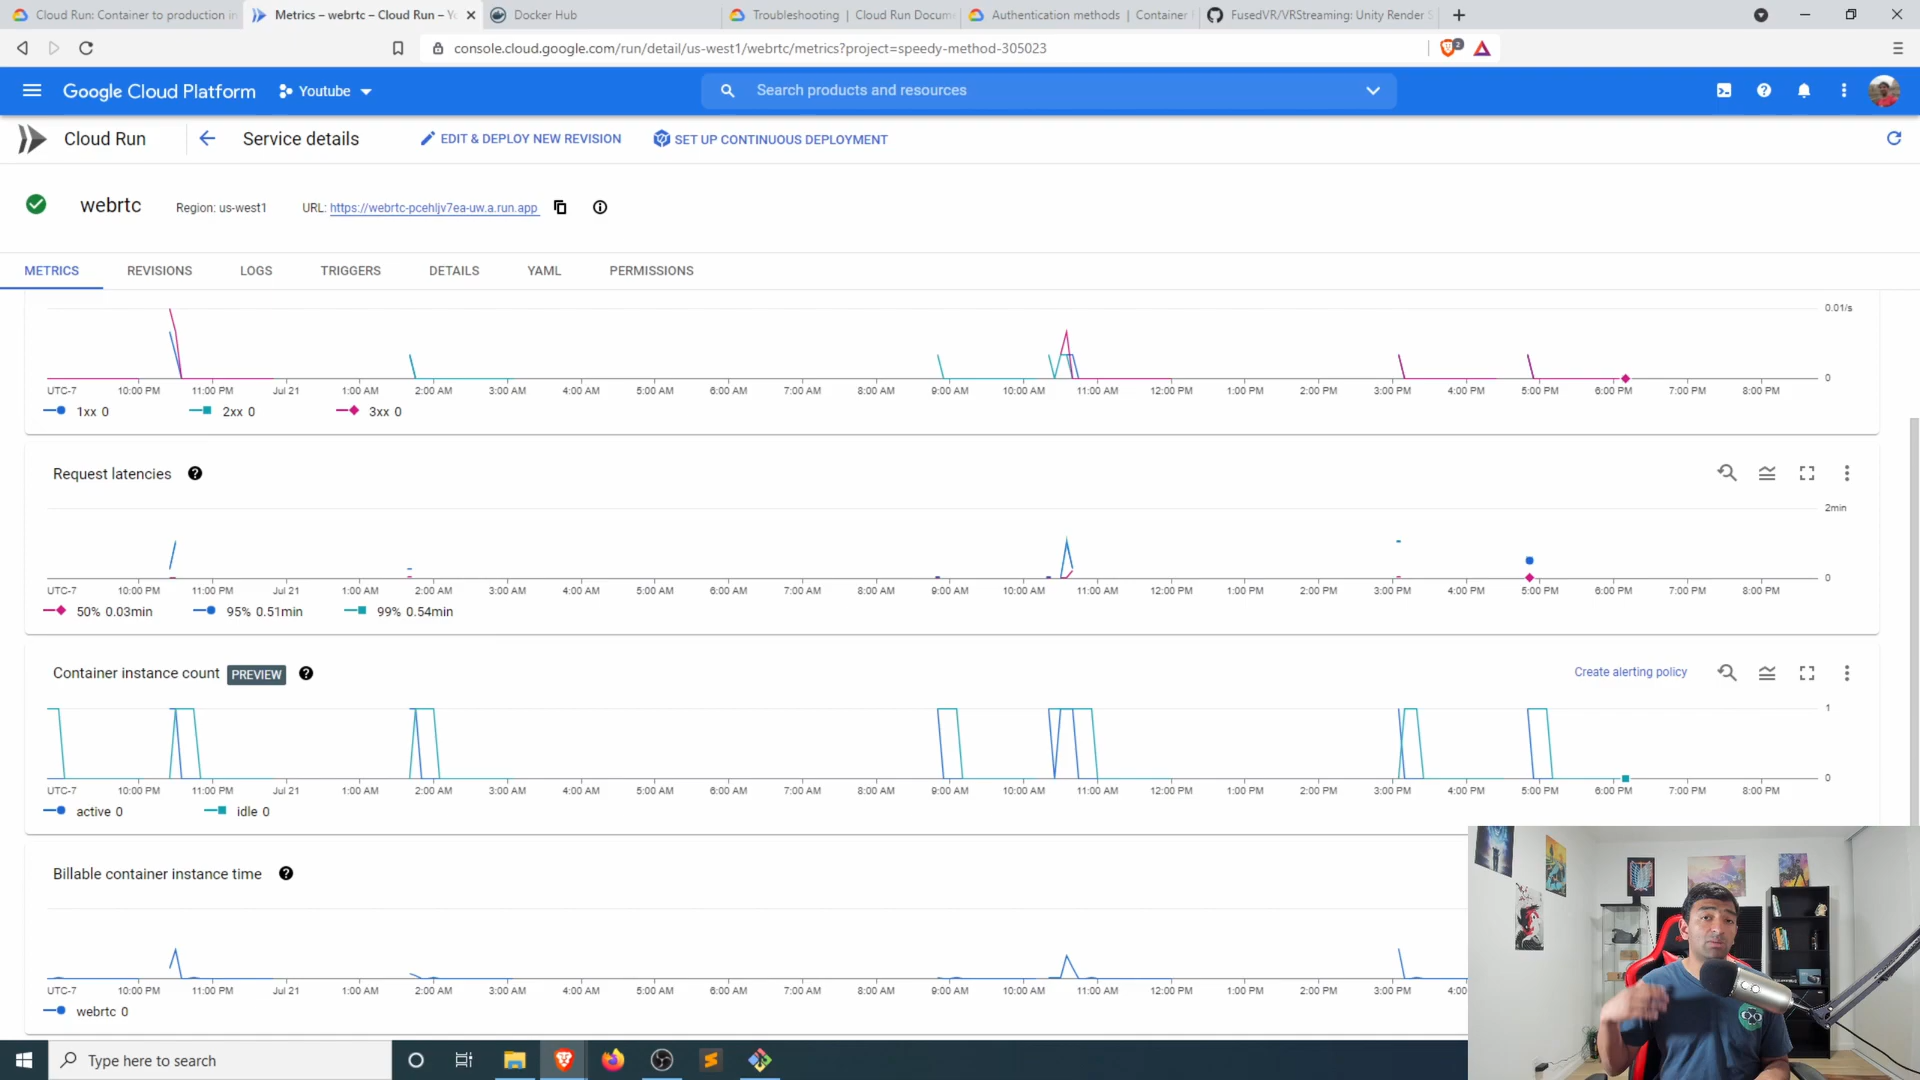 Cloud Run: Container to production in
Metrics – webrtc – Cloud Run – Yo
Docker Hub
Troubleshooting | Cloud Run Docum
Authentication methods | Container
FusedVR/VRStreaming: Unity Render S
console.cloud.google.com/run/detail/us-west1/webrtc/metrics?project=speedy-method-305023
2
Google Cloud Platform
Youtube
Search products and resources
Cloud Run
Service details
EDIT & DEPLOY NEW REVISION
SET UP CONTINUOUS DEPLOYMENT
webrtc
Region: us-west1
URL: https://webrtc-pcehljv7ea-uw.a.run.app
METRICS
REVISIONS
LOGS
TRIGGERS
DETAILS
YAML
PERMISSIONS
0.01/s
0
UTC-7 10:00 PM 11:00 PM Jul 21 1:00 AM 2:00 AM 3:00 AM 4:00 AM 5:00 AM 6:00 AM 7:00 AM 8:00 AM 9:00 AM 10:00 AM 11:00 AM 12:00 PM 1:00 PM 2:00 PM 3:00 PM 4:00 PM 5:00 PM 6:00 PM 7:00 PM 8:00 PM
1xx 0
2xx 0
3xx 0
Request latencies
2min
0
UTC-7 10:00 PM 11:00 PM Jul 21 1:00 AM 2:00 AM 3:00 AM 4:00 AM 5:00 AM 6:00 AM 7:00 AM 8:00 AM 9:00 AM 10:00 AM 11:00 AM 12:00 PM 1:00 PM 2:00 PM 3:00 PM 4:00 PM 5:00 PM 6:00 PM 7:00 PM 8:00 PM
50% 0.03min
95% 0.51min
99% 0.54min
Container instance count PREVIEW
Create alerting policy
1
0
UTC-7 10:00 PM 11:00 PM Jul 21 1:00 AM 2:00 AM 3:00 AM 4:00 AM 5:00 AM 6:00 AM 7:00 AM 8:00 AM 9:00 AM 10:00 AM 11:00 AM 12:00 PM 1:00 PM 2:00 PM 3:00 PM 4:00 PM 5:00 PM 6:00 PM 7:00 PM 8:00 PM
active 0
idle 0
Billable container instance time
UTC-7 10:00 PM 11:00 PM Jul 21 1:00 AM 2:00 AM 3:00 AM 4:00 AM 5:00 AM 6:00 AM 7:00 AM 8:00 AM 9:00 AM 10:00 AM 11:00 AM 12:00 PM 1:00 PM 2:00 PM 3:00 PM 4:00
webrtc 0
Type here to search